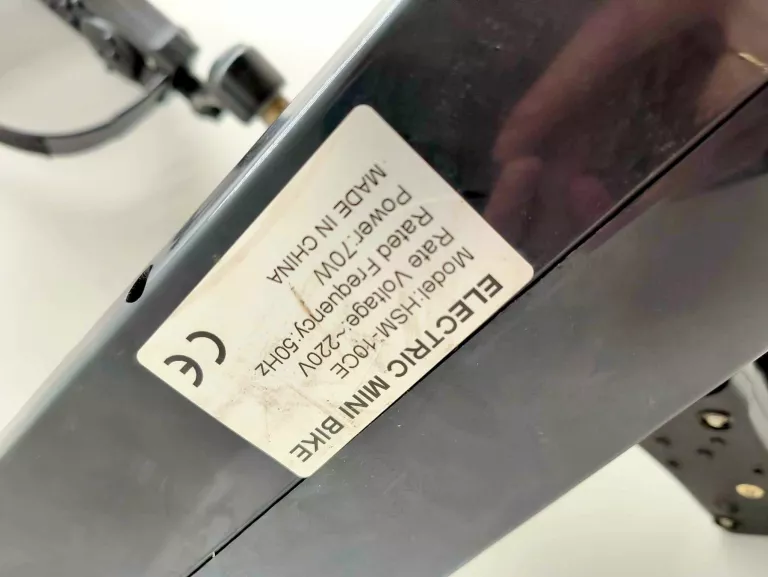 ELECTRIC MINI BIKE
Model:HSM-10CE
Rate Voltage:~220V
Rated Frequency:50Hz
Power:70W
MADE IN CHINA
CE